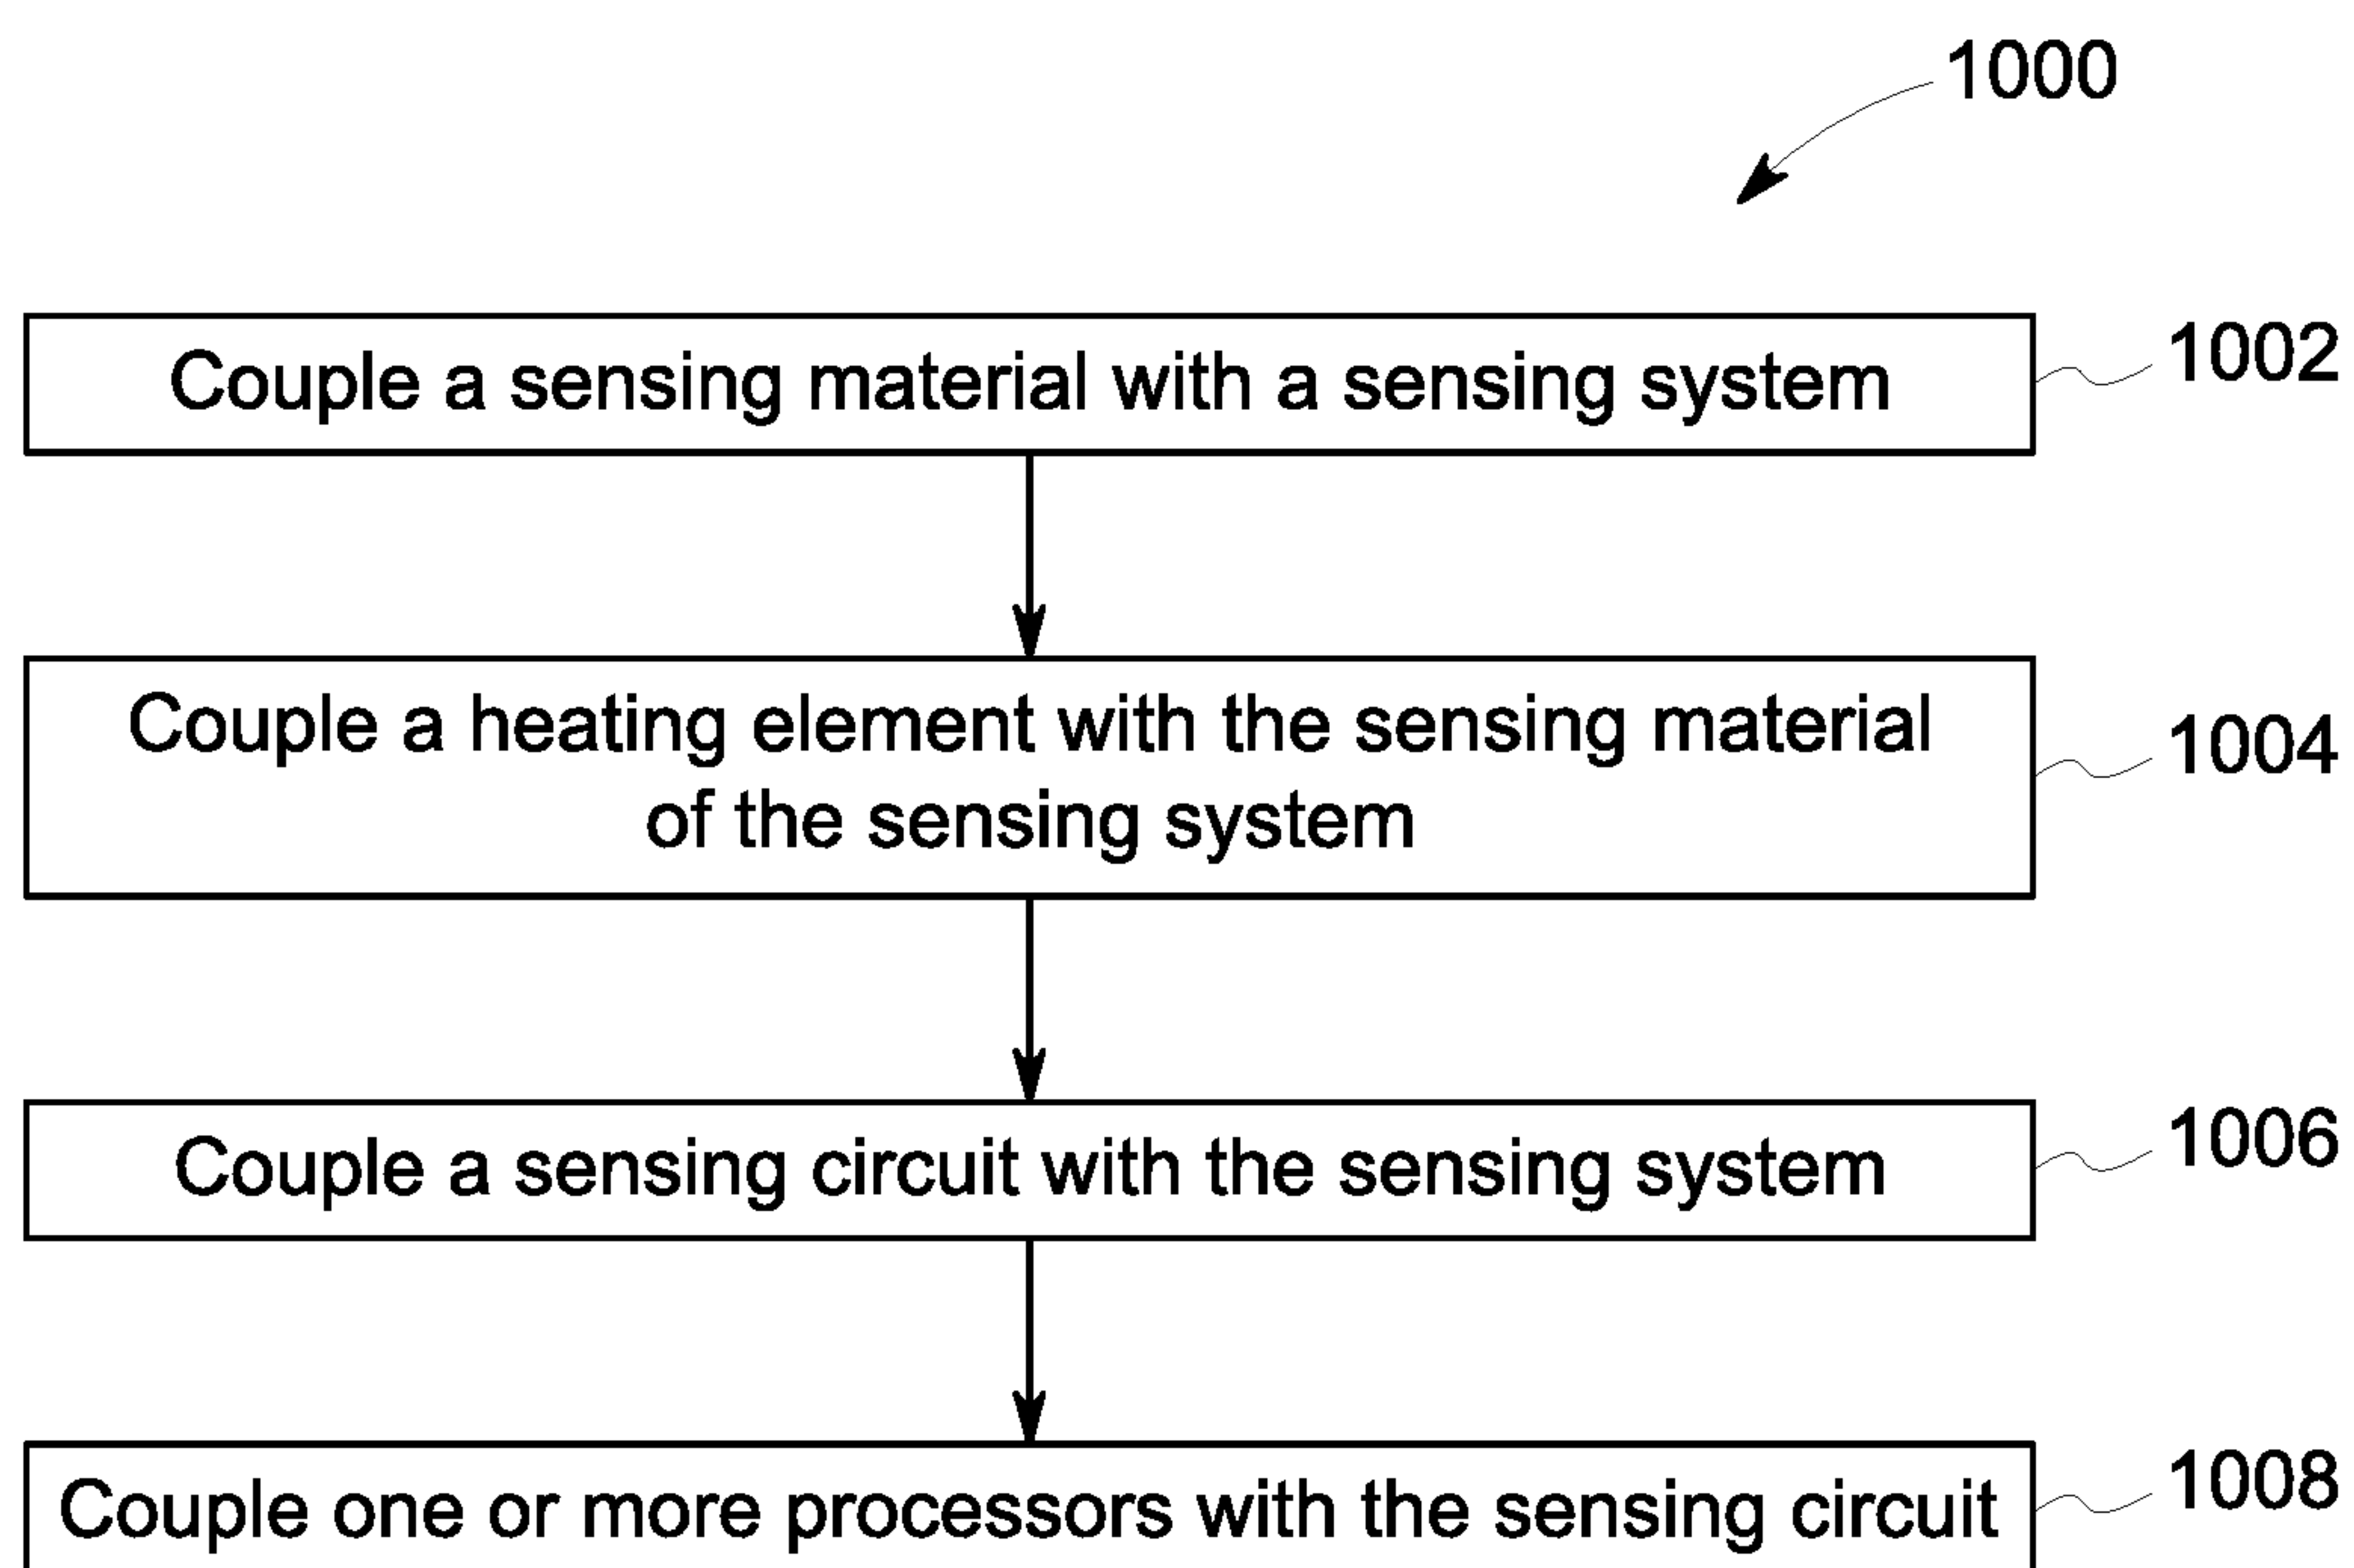 1000
Couple a sensing material with a sensing system
1002
Couple a heating element with the sensing material
of the sensing system
1004
Couple a sensing circuit with the sensing system
1006
Couple one or more processors with the sensing circuit
1008